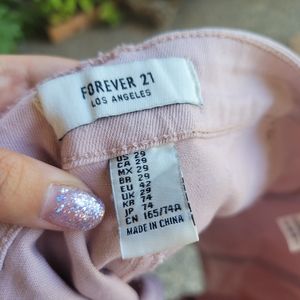 FOREVER 21
LOS ANGELES
US 29
CA 29
MX 29
BR 29
EU 42
UK 29
KR 74
JP 74
CN 165/74A
MADE IN CHINA